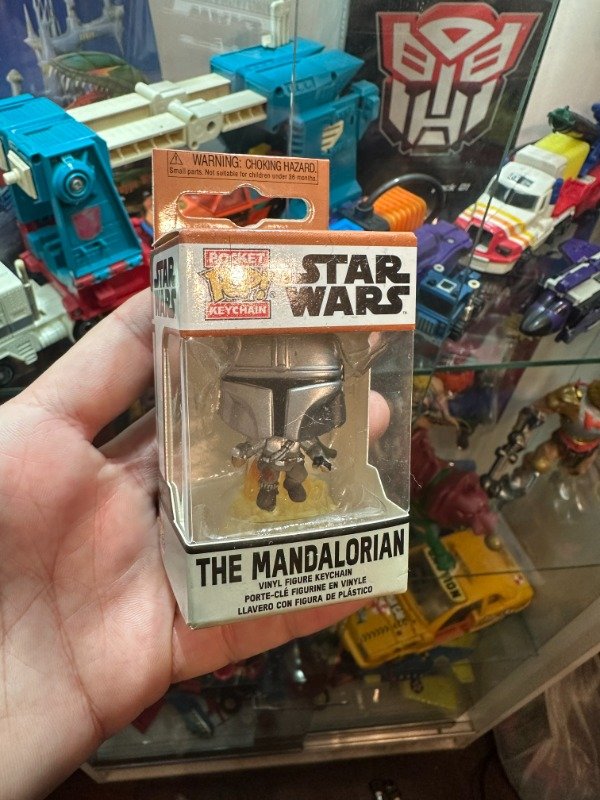 WARNING: CHOKING HAZARD.
Small parts. Not suitable for children under 36 months.
POCKET
POP!
KEYCHAIN
STAR
WARS
STAR
WARS
THE MANDALORIAN
VINYL FIGURE KEYCHAIN
PORTE-CLÉ FIGURINE EN VINYLE
LLAVERO CON FIGURA DE PLÁSTICO